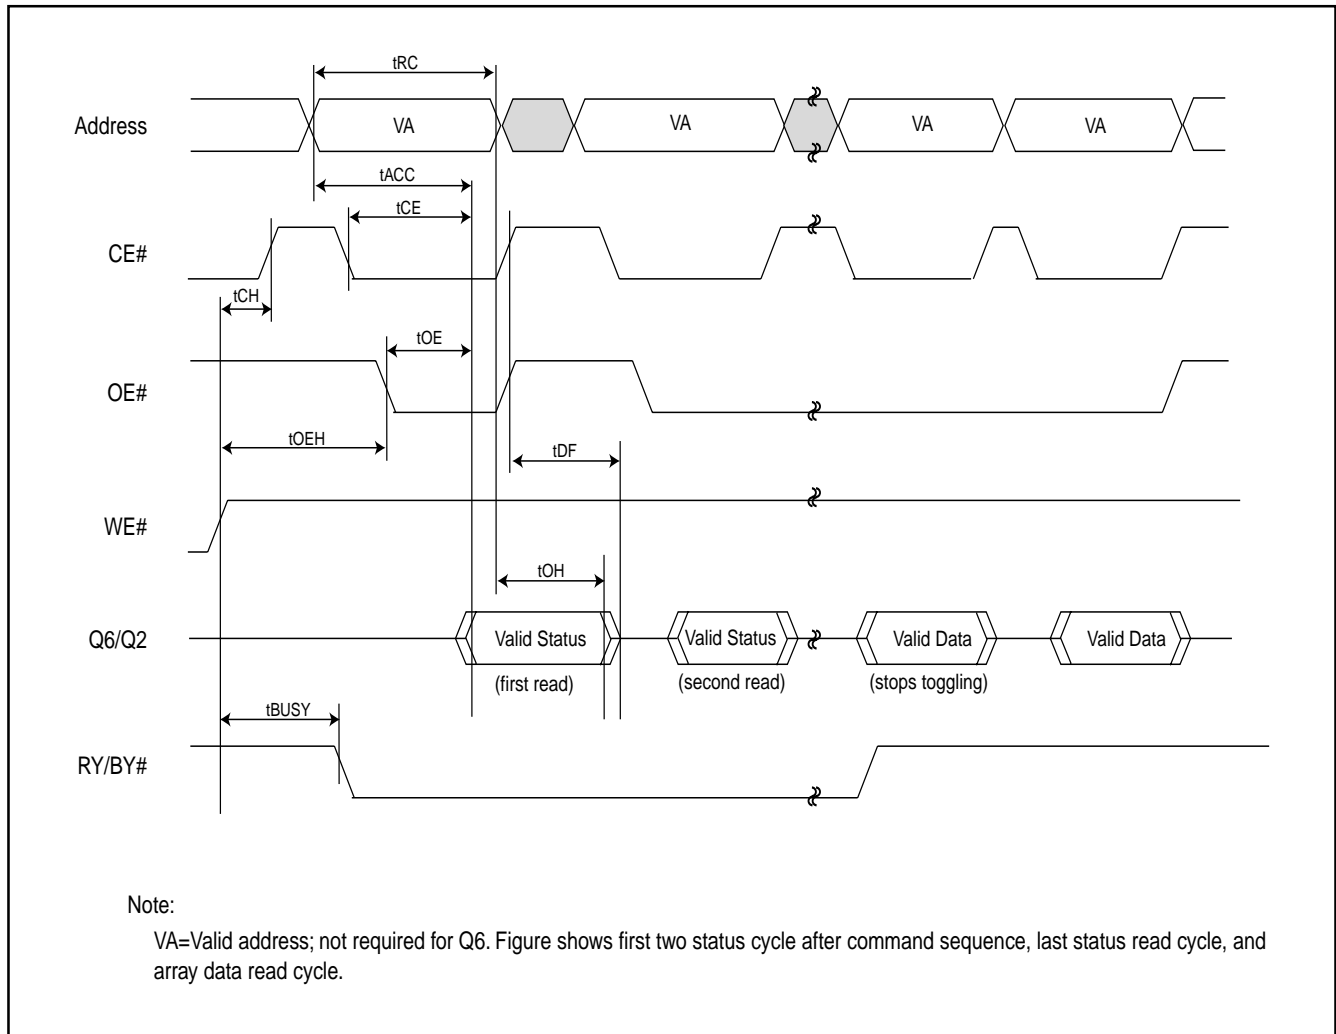 tRC
Address
VA
VA
VA
VA
tACC
tCE
CE#
tCH
tOE
OE#
tOEH
tDF
WE#
tOH
Q6/Q2
Valid Status
Valid Status
Valid Data
Valid Data
(first read)
(second read)
(stops toggling)
tBUSY
RY/BY#
Note:
VA=Valid address; not required for Q6. Figure shows first two status cycle after command sequence, last status read cycle, and
array data read cycle.